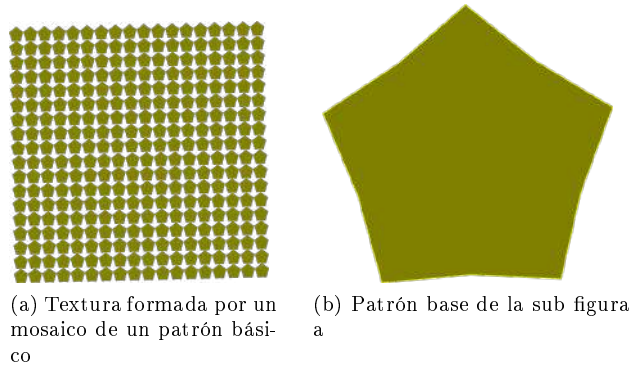 (a) Textura formada por un
mosaico de un patrón bási-
co
(b) Patrón base de la sub figura
a